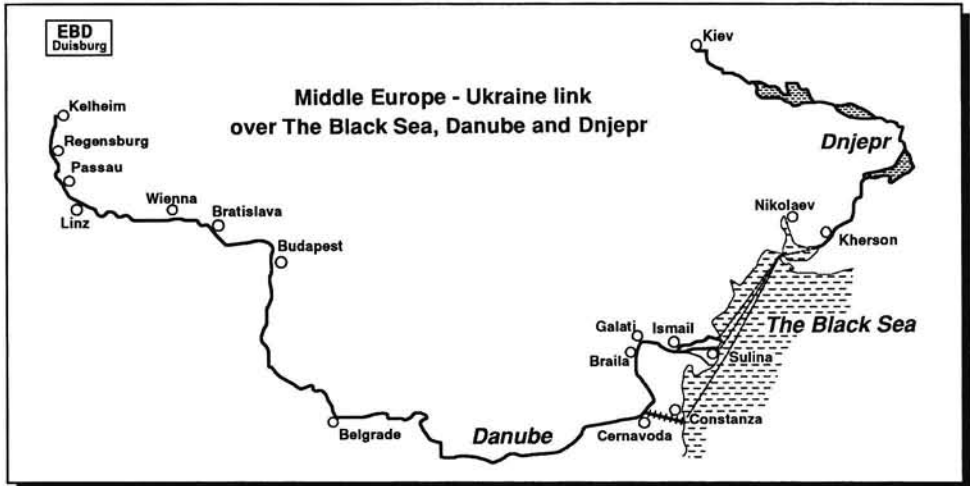 EBD
Duisburg
Kiev
Middle Europe - Ukraine link
over The Black Sea, Danube and Dnjepr
Kelheim
Regensburg
Passau
Linz
Wienna
Bratislava
Budapest
Dnjepr
Nikolaev
Kherson
Galati
Ismail
Braila
Sulina
The Black Sea
Belgrade
Danube
Cernavoda
Constanza